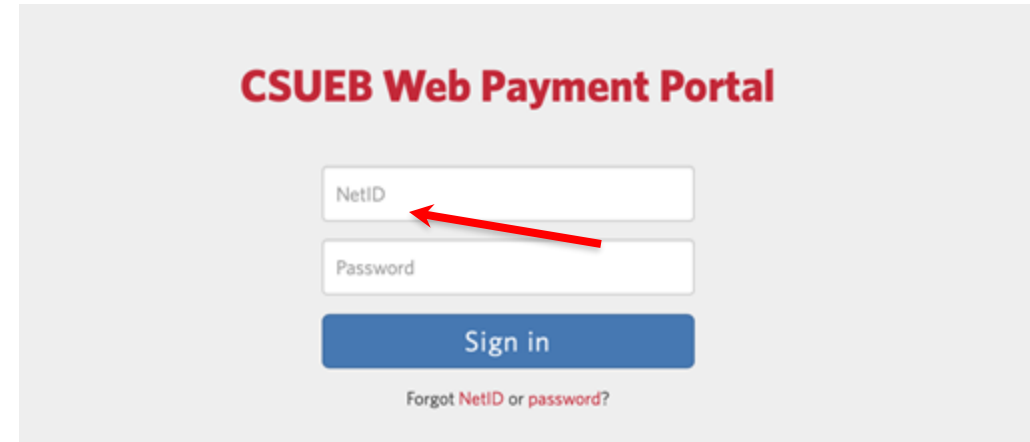 CSUEB Web Payment Portal
NetID
Password
Sign in
Forgot NetID or password?